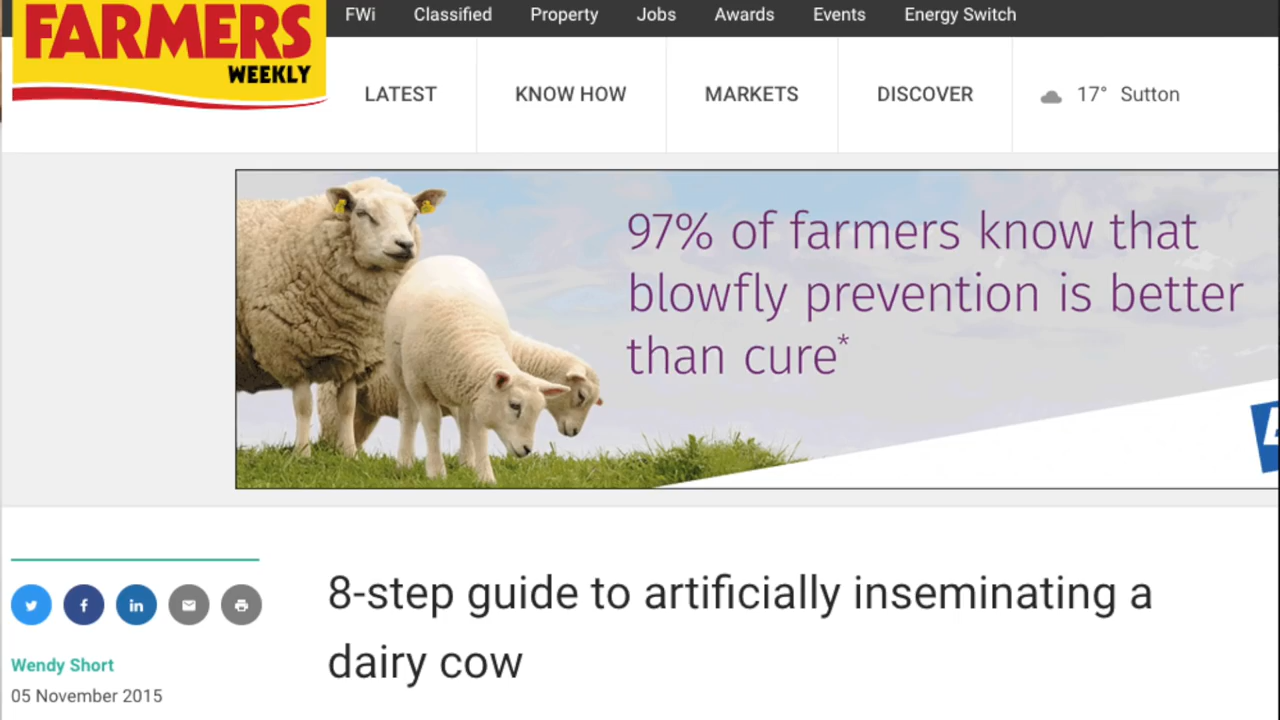 FARMERS
WEEKLY
FWi Classified Property Jobs Awards Events Energy Switch
LATEST KNOW HOW MARKETS DISCOVER 17° Sutton
97% of farmers know that
blowfly prevention is better
than cure*
8-step guide to artificially inseminating a
dairy cow
Wendy Short
05 November 2015